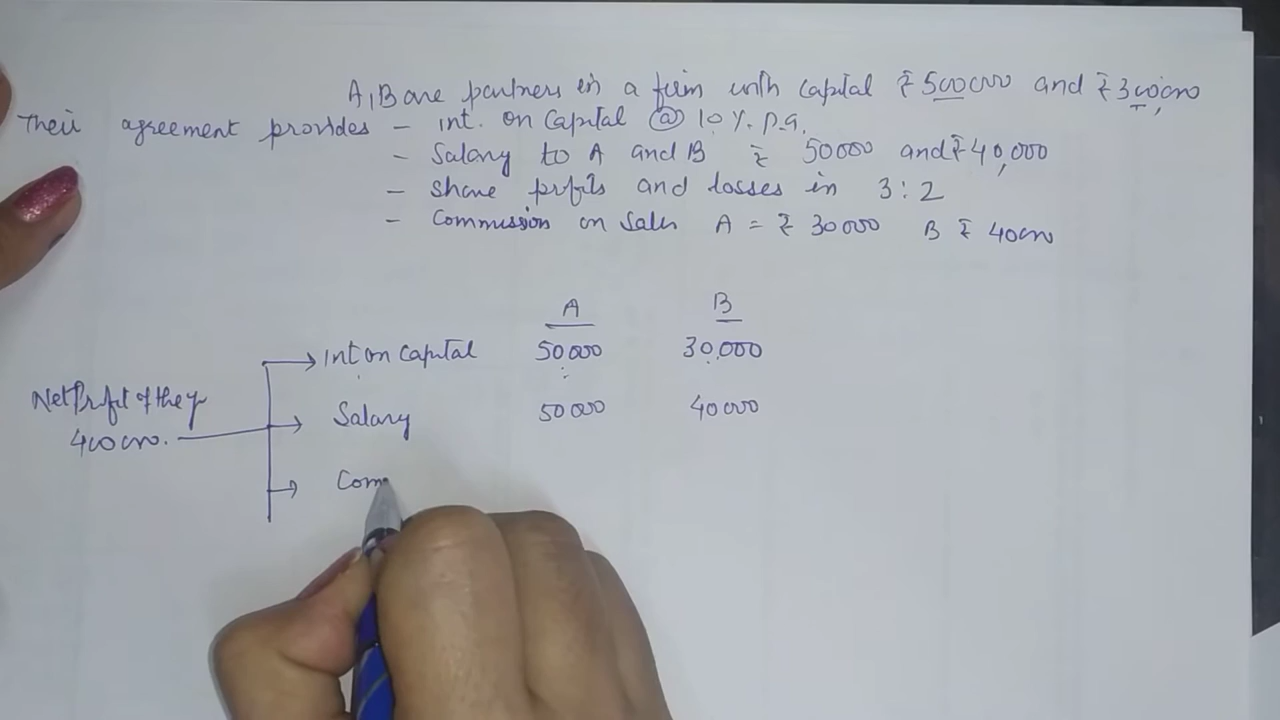 A, B are partners in a firm with capital ₹500000 and ₹300,000
Their agreement provides - int. on Capital @ 10 %. p.a.
- Salary to A and B ₹ 50000 and ₹40,000
- Share profits and losses in 3:2
- Commission on Sales A = ₹ 30000 B ₹ 40000
A B
Int on Capital 50000 30,000
Net Profit of the yr
400000.
Salary 50000 40000
Com